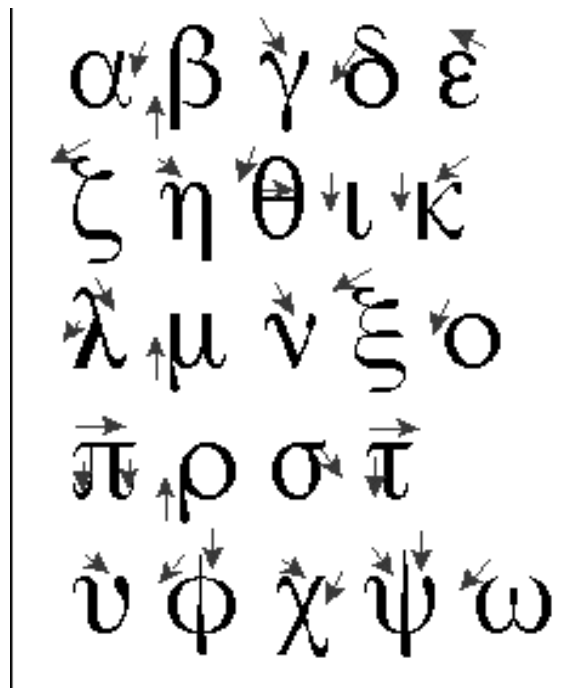 α β γ δ ε
ζ η θ ι κ
λ μ ν ξ ο
π ρ σ τ
υ φ χ ψ ω